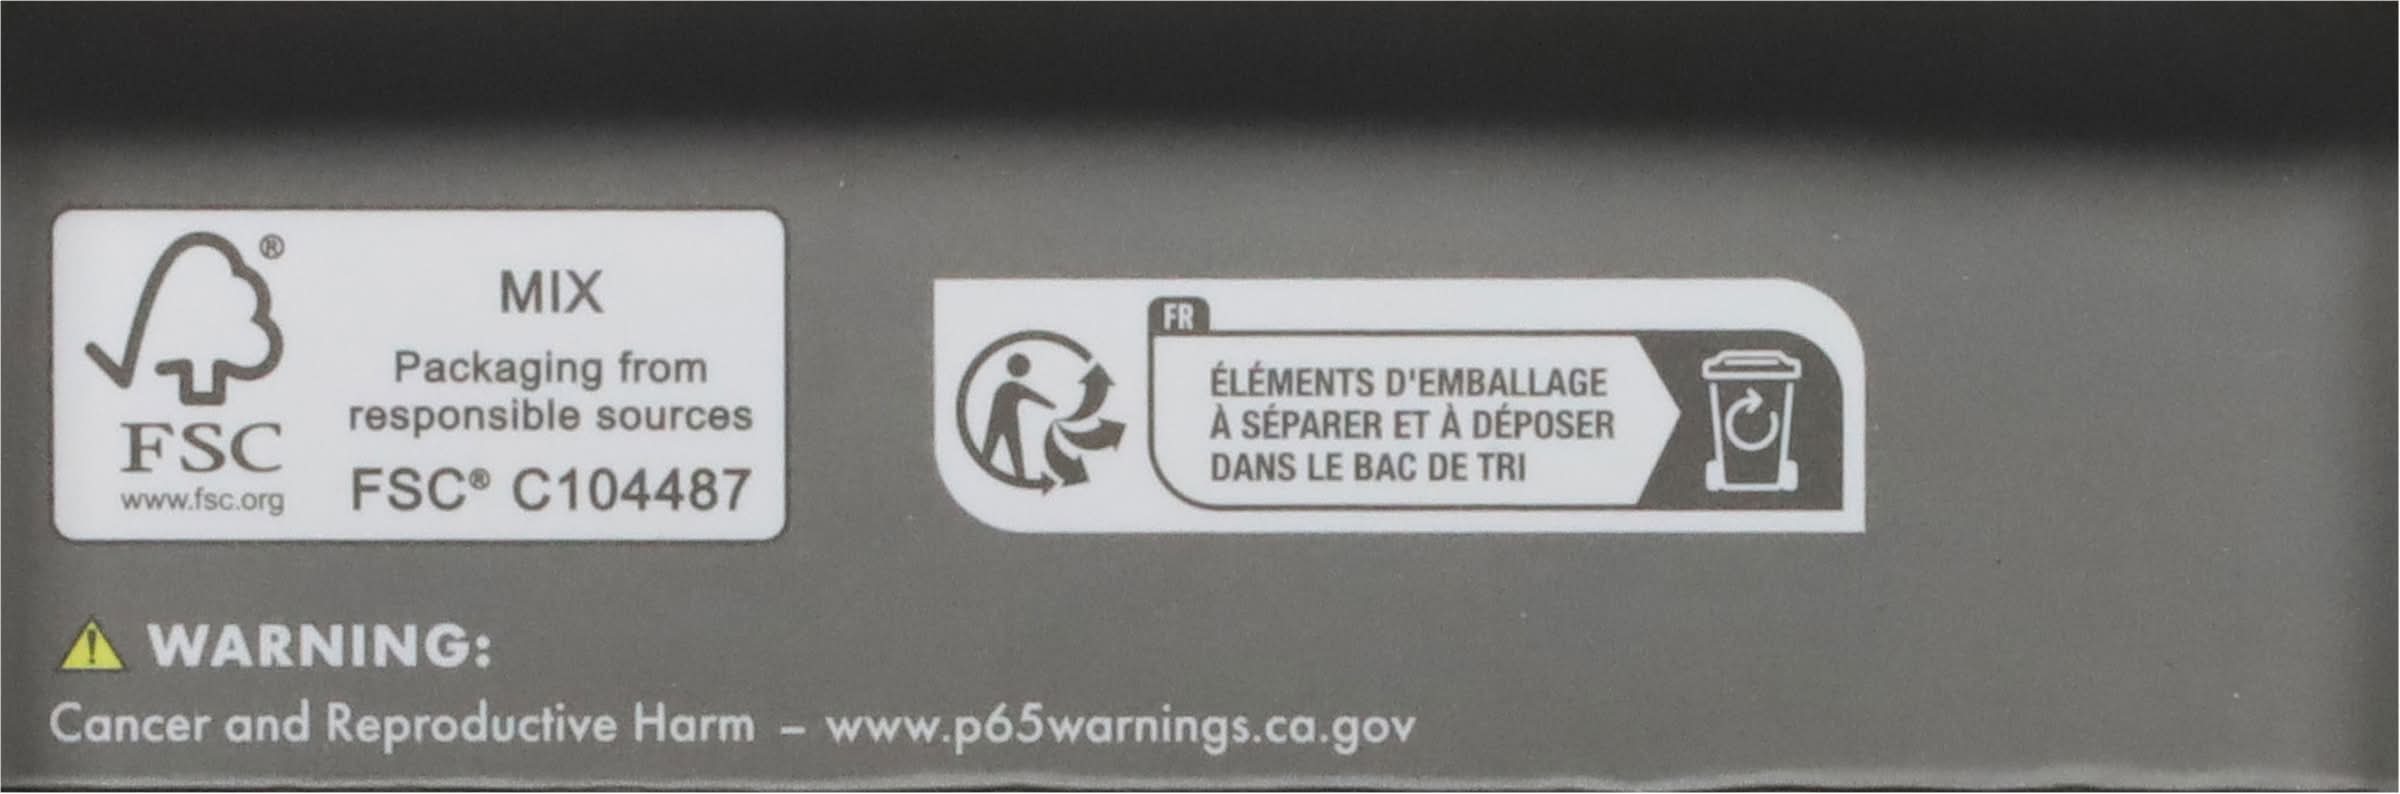 ®
MIX
Packaging from
responsible sources
FSC® C104487
FSC
www.fsc.org
FR
ÉLÉMENTS D'EMBALLAGE
À SÉPARER ET À DÉPOSER
DANS LE BAC DE TRI
WARNING:
Cancer and Reproductive Harm – www.p65warnings.ca.gov